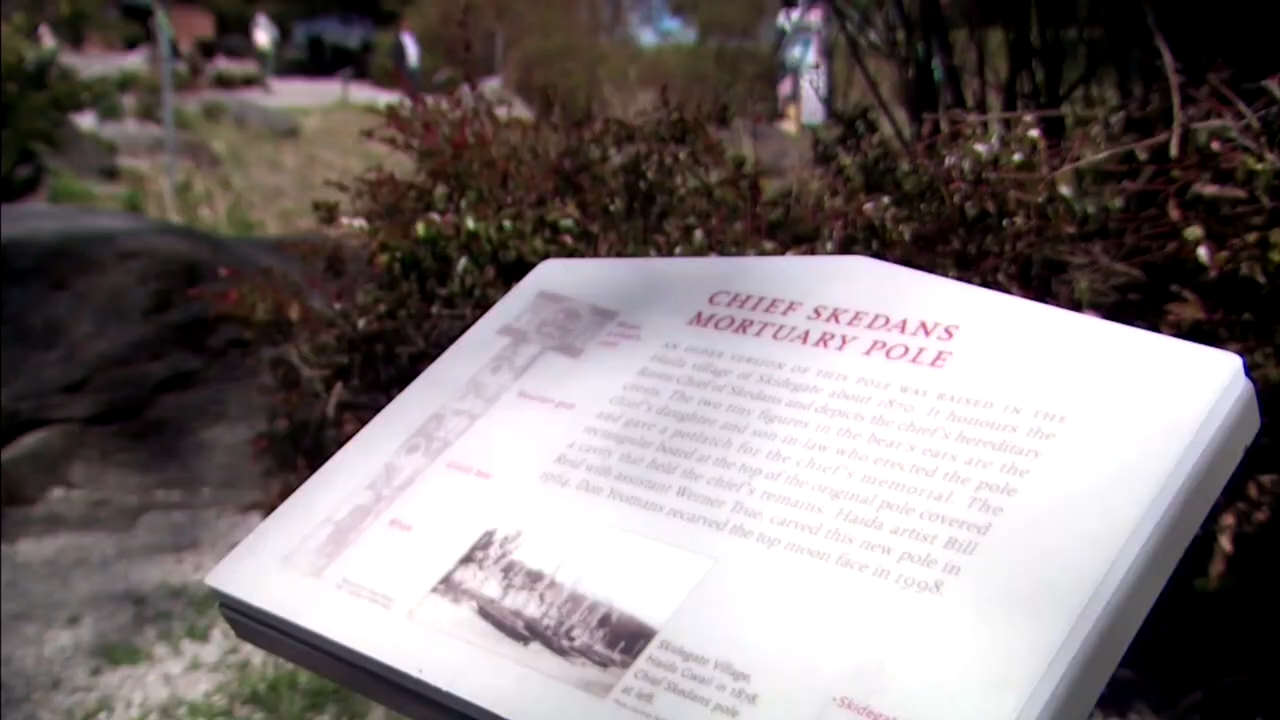 CHIEF SKEDANS
MORTUARY POLE
AN OLDER VERSION OF THIS POLE WAS RAISED IN THE
Haida village of Skidegate about 1870. It honours the
Raven Chief of Skedans and depicts the chief's hereditary
crests. The two tiny figures in the bear's ears are the
chief's daughter and son-in-law who erected the pole
and gave a potlatch for the chief's memorial. The
rectangular board at the top of the original pole covered
a cavity that held the chief's remains. Haida artist Bill
Reid with assistant Werner True, carved this new pole in
1964. Don Yeomans recarved the top moon face in 1998.
Mountain goat
Whale
Skidegate Village,
Haida Gwaii in 1878.
Chief Skedans pole
at left.